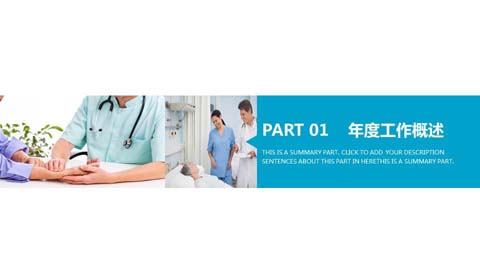 PART 01 年度工作概述
THIS IS A SUMMARY PART. CLICK TO ADD YOUR DESCRIPTION
SENTENCES ABOUT THIS PART IN HERETHIS IS A SUMMARY PART.